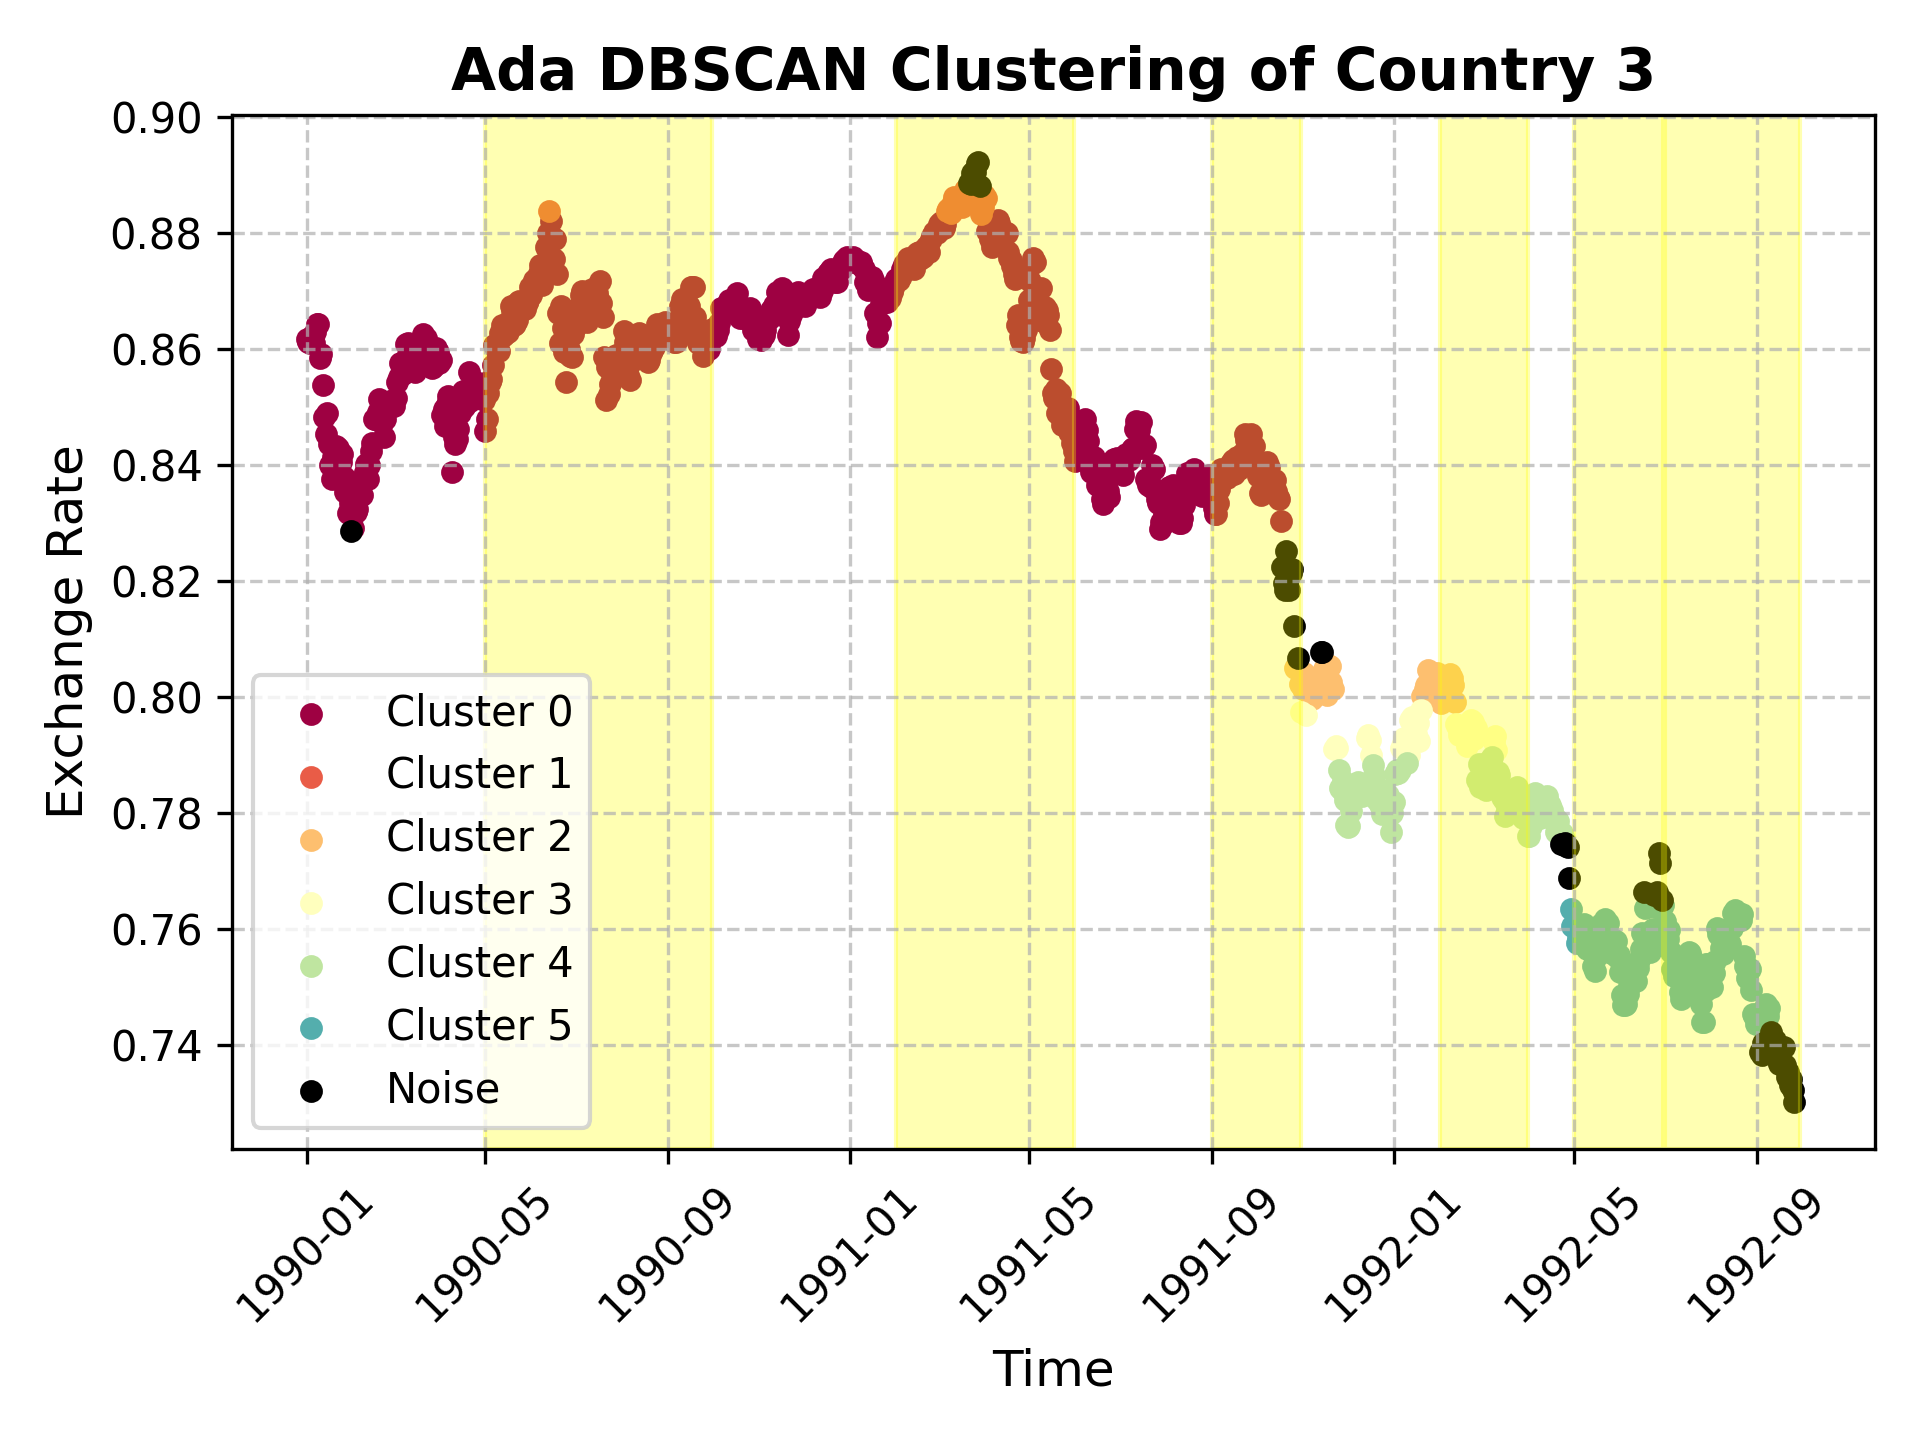 Ada DBSCAN Clustering of Country 3
Exchange Rate
0.90
0.88
0.86
0.84
0.82
0.80
0.78
0.76
0.74
Cluster 0
Cluster 1
Cluster 2
Cluster 3
Cluster 4
Cluster 5
Noise
1990-01
1990-05
1990-09
1991-01
1991-05
1991-09
1992-01
1992-05
1992-09
Time